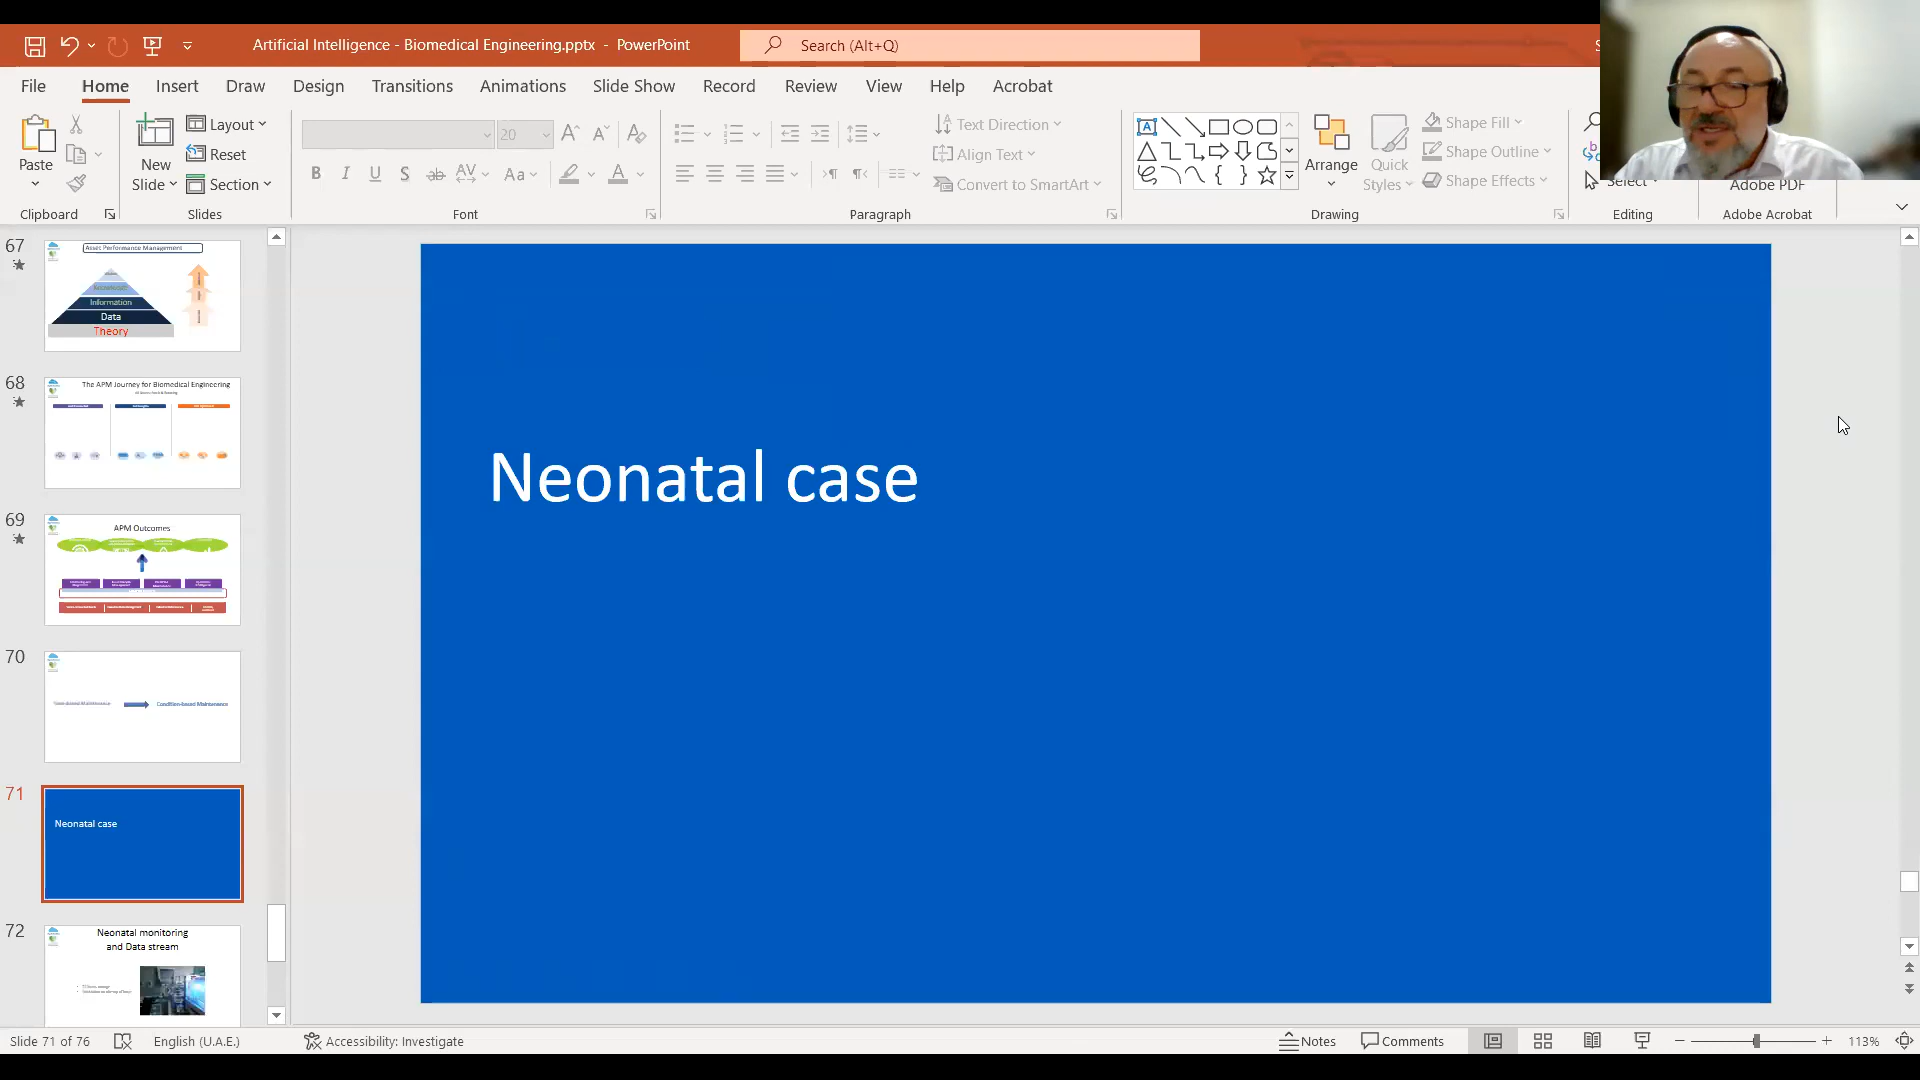 Artificial Intelligence - Biomedical Engineering.pptx - PowerPoint
Search (Alt+Q)
File Home Insert Draw Design Transitions Animations Slide Show Record Review View Help Acrobat
Paste
New
Slide
Layout
Reset
Section
20
Text Direction
Align Text
Convert to SmartArt
Arrange
Quick
Styles
Shape Fill
Shape Outline
Shape Effects
Select
Adobe PDF
Clipboard Slides Font Paragraph Drawing Editing Adobe Acrobat
67
Asset Performance Management
Information
Data
Theory
68
The APM Journey for Biomedical Engineering
69
APM Outcomes
70
Condition-based Maintenance
71
Neonatal case
72
Neonatal monitoring
and Data stream
Neonatal case
Slide 71 of 76 English (U.A.E.) Accessibility: Investigate Notes Comments 113%